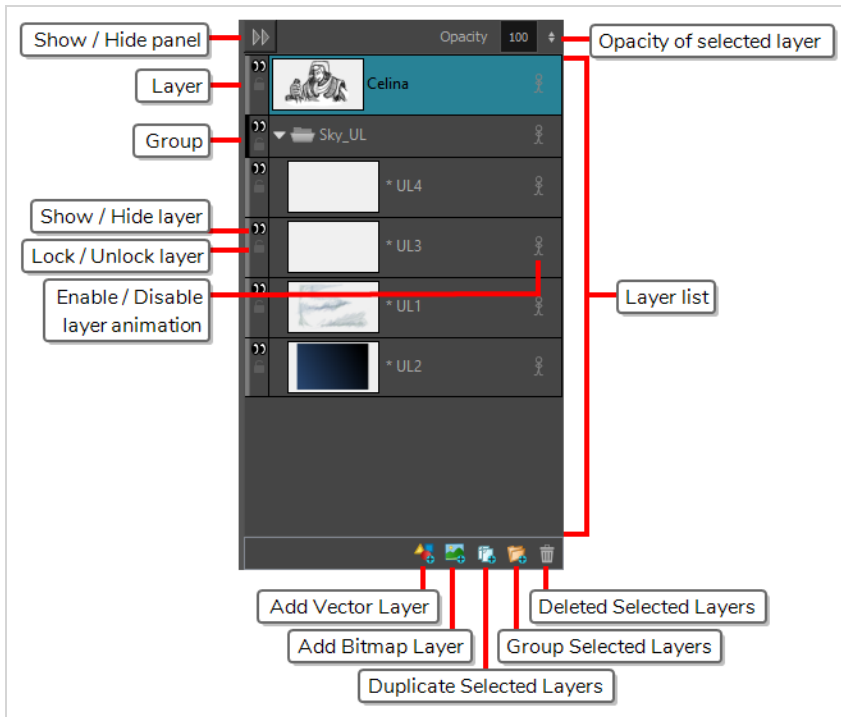 Show / Hide panel
Opacity 100
Opacity of selected layer
Layer
Celina
Group
Sky_UL
* UL4
Show / Hide layer
Lock / Unlock layer
* UL3
Enable / Disable
layer animation
Layer list
* UL1
* UL2
Add Vector Layer
Deleted Selected Layers
Add Bitmap Layer
Group Selected Layers
Duplicate Selected Layers